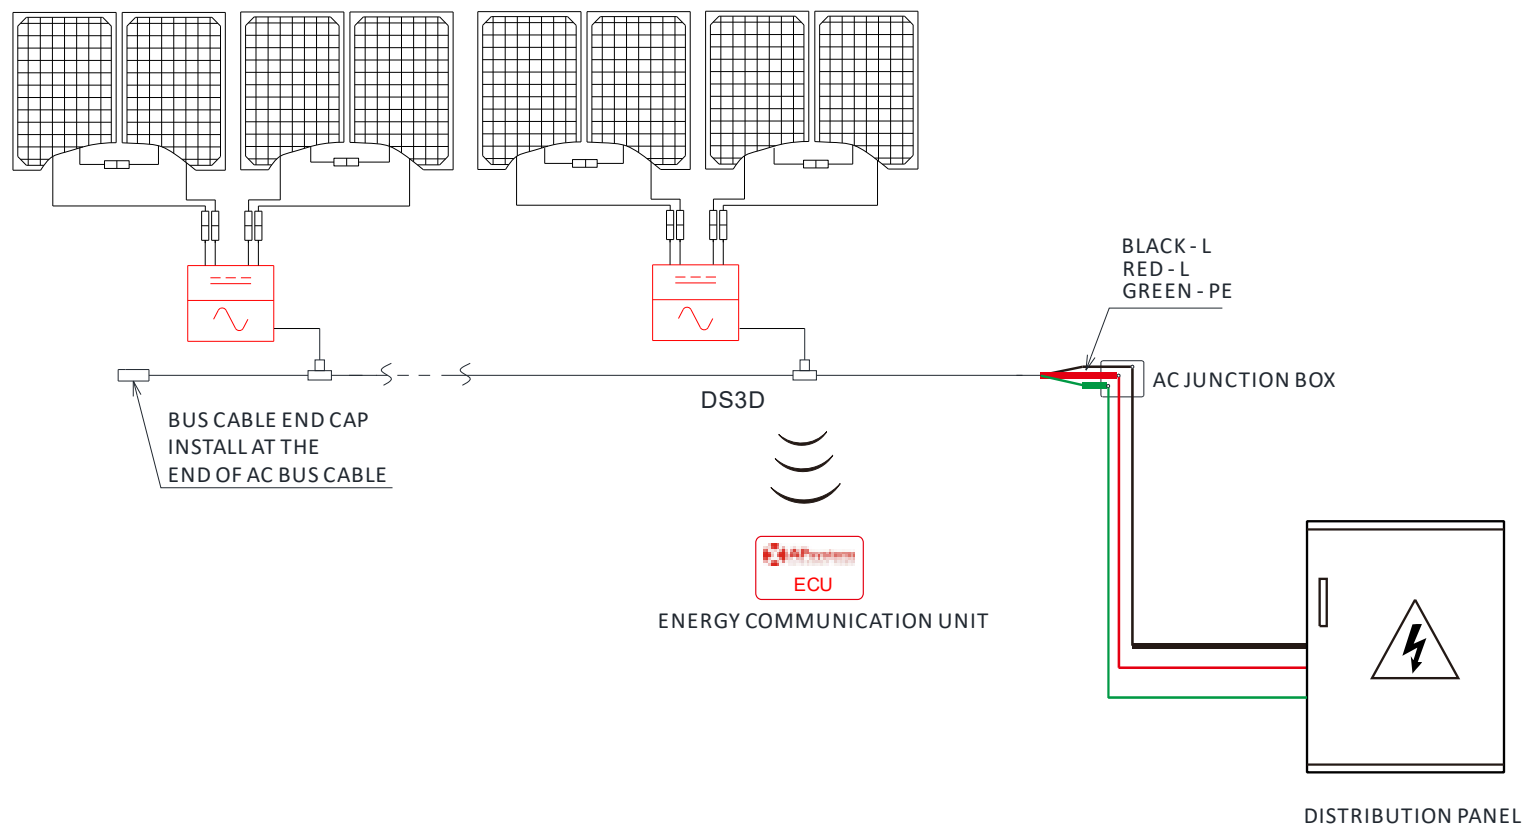 BLACK - L
RED - L
GREEN - PE
AC JUNCTION BOX
DS3D
BUS CABLE END CAP
INSTALL AT THE
END OF AC BUS CABLE
APsystems
ECU
ENERGY COMMUNICATION UNIT
DISTRIBUTION PANEL